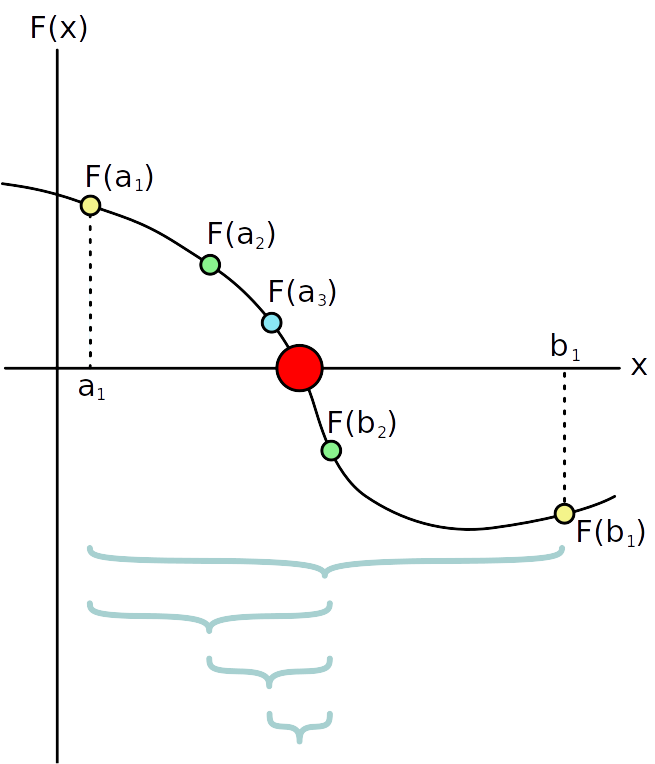 F(x)
F(a₁)
F(a₂)
F(a₃)
b₁
x
a₁
F(b₂)
F(b₁)